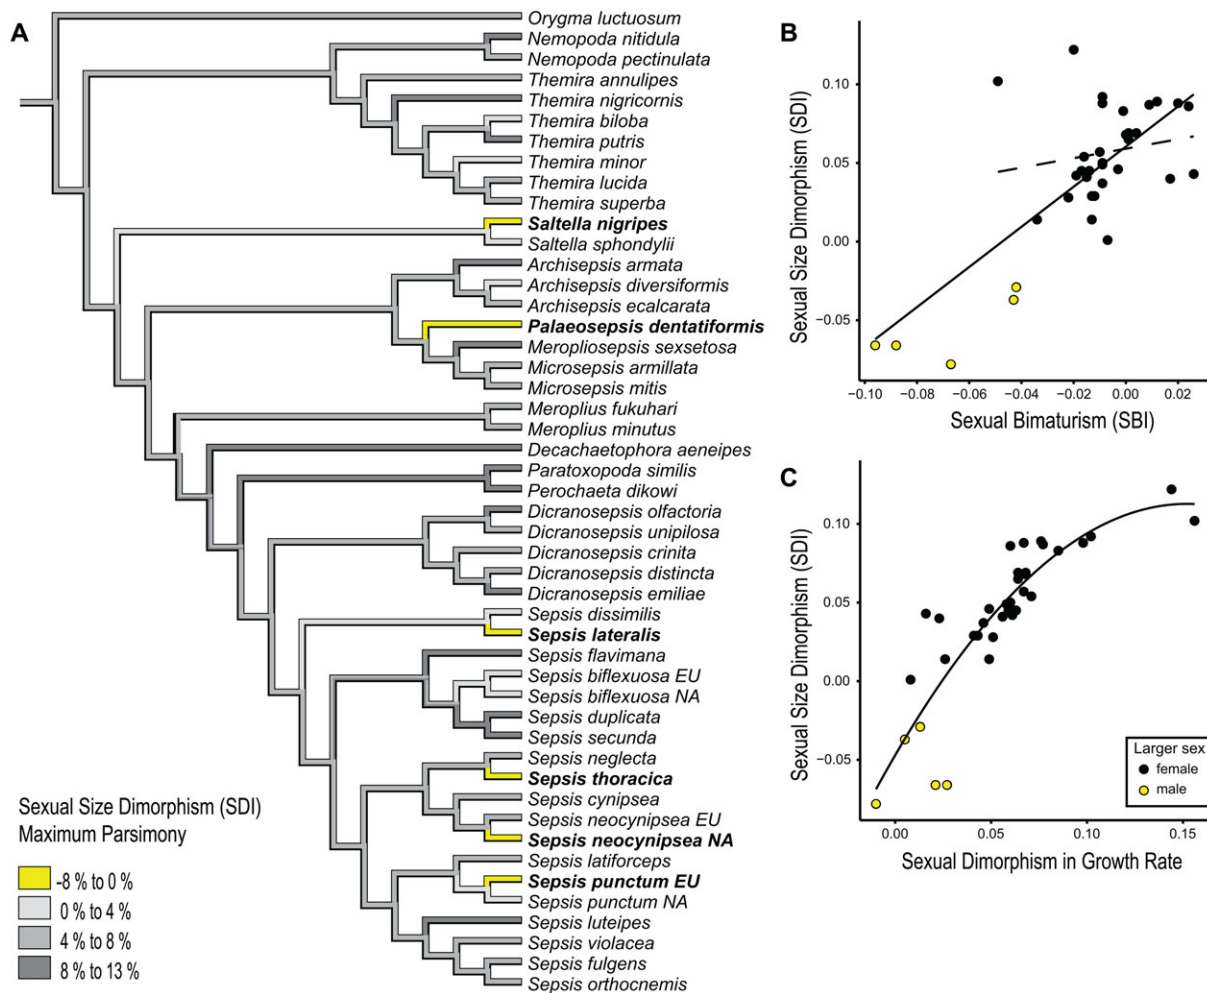 A
Orygma luctuosum
Nemopoda nitidula
Nemopoda pectinulata
Themira annulipes
Themira nigricornis
Themira biloba
Themira putris
Themira minor
Themira lucida
Themira superba
Saltella nigripes
Saltella sphondylii
Archisepsis armata
Archisepsis diversiformis
Archisepsis ecalcarata
Palaeosepsis dentatiformis
Meropliosepsis sexsetosa
Microsepsis armillata
Microsepsis mitis
Meroplius fukuhari
Meroplius minutus
Decachaetophora aeneipes
Paratoxopoda similis
Perochaeta dikowi
Dicranosepsis olfactoria
Dicranosepsis unipilosa
Dicranosepsis crinita
Dicranosepsis distincta
Dicranosepsis emiliae
Sepsis dissimilis
Sepsis lateralis
Sepsis flavimana
Sepsis biflexuosa EU
Sepsis biflexuosa NA
Sepsis duplicata
Sepsis secunda
Sepsis neglecta
Sepsis thoracica
Sepsis cynipsea
Sepsis neocynipsea EU
Sepsis neocynipsea NA
Sepsis latiforceps
Sepsis punctum EU
Sepsis punctum NA
Sepsis luteipes
Sepsis violacea
Sepsis fulgens
Sepsis orthocnemis
Sexual Size Dimorphism (SDI)
Maximum Parsimony
-8 % to 0 %
0 % to 4 %
4 % to 8 %
8 % to 13 %
B
Sexual Size Dimorphism (SDI)
0.10
0.05
0.00
−0.05
−0.10 −0.08 −0.06 −0.04 −0.02 0.00 0.02
Sexual Bimaturism (SBI)
C
Sexual Size Dimorphism (SDI)
0.10
0.05
0.00
−0.05
0.00 0.05 0.10 0.15
Sexual Dimorphism in Growth Rate
Larger sex
female
male